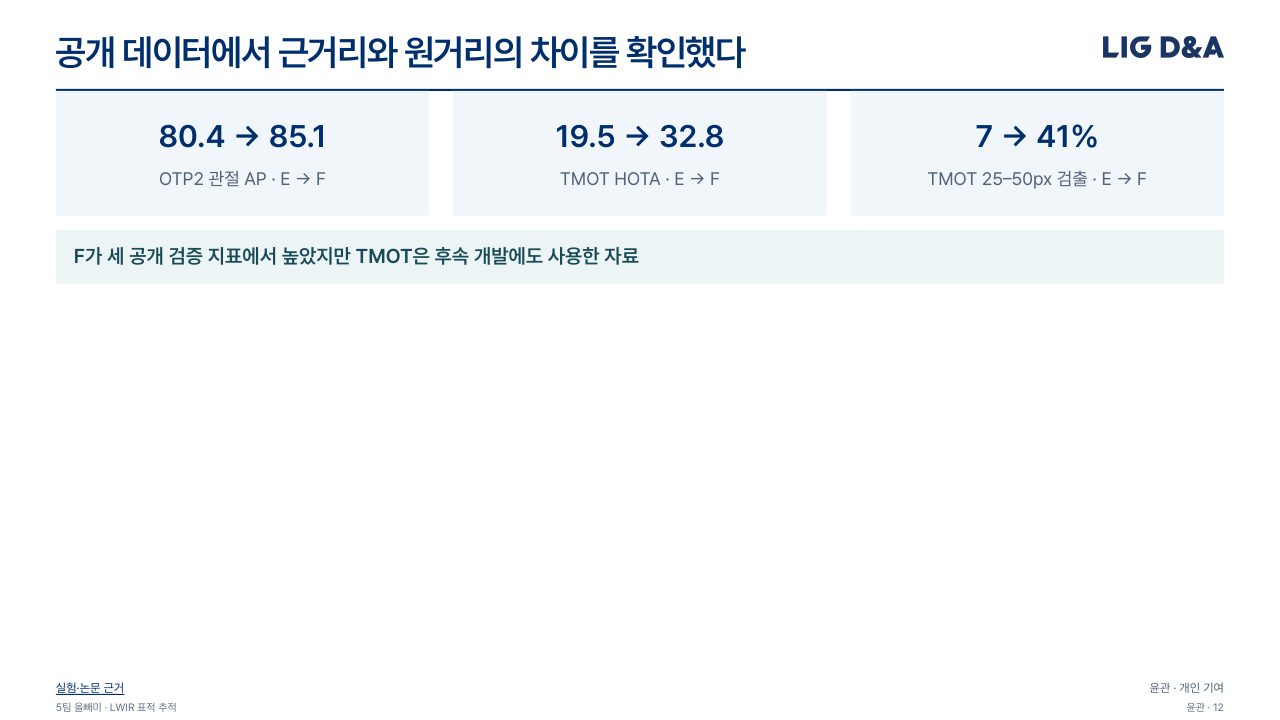 공개 데이터에서 근거리와 원거리의 차이를 확인했다
LIG D&A
80.4 → 85.1
OTP2 관절 AP · E → F
19.5 → 32.8
TMOT HOTA · E → F
7 → 41%
TMOT 25–50px 검출 · E → F
F가 세 공개 검증 지표에서 높았지만 TMOT은 후속 개발에도 사용한 자료
실험·논문 근거
5팀 올빼미 · LWIR 표적 추적
윤관 · 개인 기여
윤관 · 12